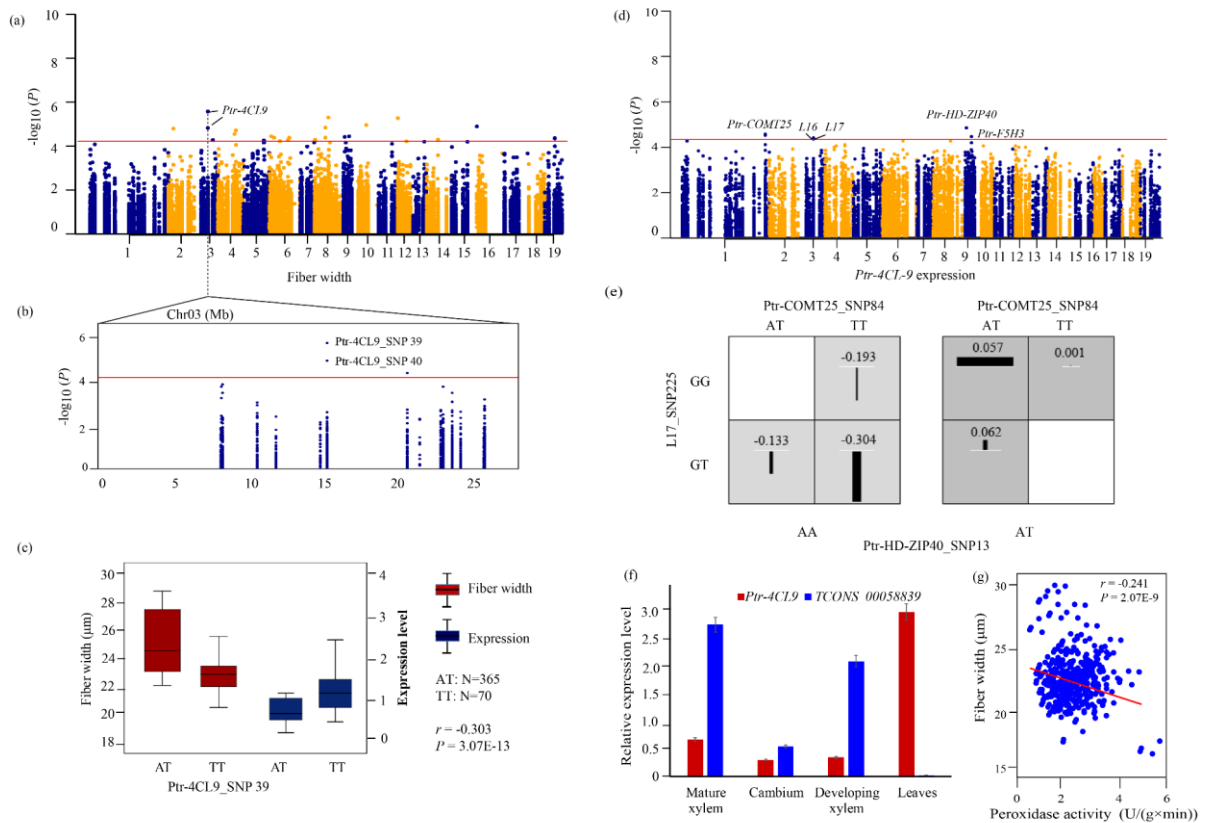 (a)
10
8
6
4
2
0
-log10 (P)
Ptr-4CL9
1 2 3 4 5 6 7 8 9 10 11 12 13 14 15 16 17 18 19
Fiber width
(b)
Chr03 (Mb)
6
4
2
0
-log10 (P)
Ptr-4CL9_SNP 39
Ptr-4CL9_SNP 40
0 5 10 15 20 25
(c)
30
28
26
24
22
20
18
Fiber width (μm)
4
3
2
1
0
Expression level
AT TT AT TT
Ptr-4CL9_SNP 39
Fiber width
Expression
AT: N=365
TT: N=70
r = -0.303
P = 3.07E-13
(d)
10
8
6
4
2
0
-log10 (P)
Ptr-COMT25
L16 L17
Ptr-HD-ZIP40
Ptr-F5H3
1 2 3 4 5 6 7 8 9 10 11 12 13 14 15 16 17 18 19
Ptr-4CL-9 expression
(e)
Ptr-COMT25_SNP84
AT TT
Ptr-COMT25_SNP84
AT TT
L17_SNP225
GG
-0.193
0.057
0.001
GT
-0.133
-0.304
0.062
AA
AT
Ptr-HD-ZIP40_SNP13
(f)
Ptr-4CL9 TCONS_00058839
3.0
2.5
2.0
1.0
0.5
0
Relative expression level
Mature xylem
Cambium
Developing xylem
Leaves
(g)
r = -0.241
P = 2.07E-9
30
25
20
15
Fiber width (μm)
0 2 4 6
Peroxidase activity (U/(g×min))